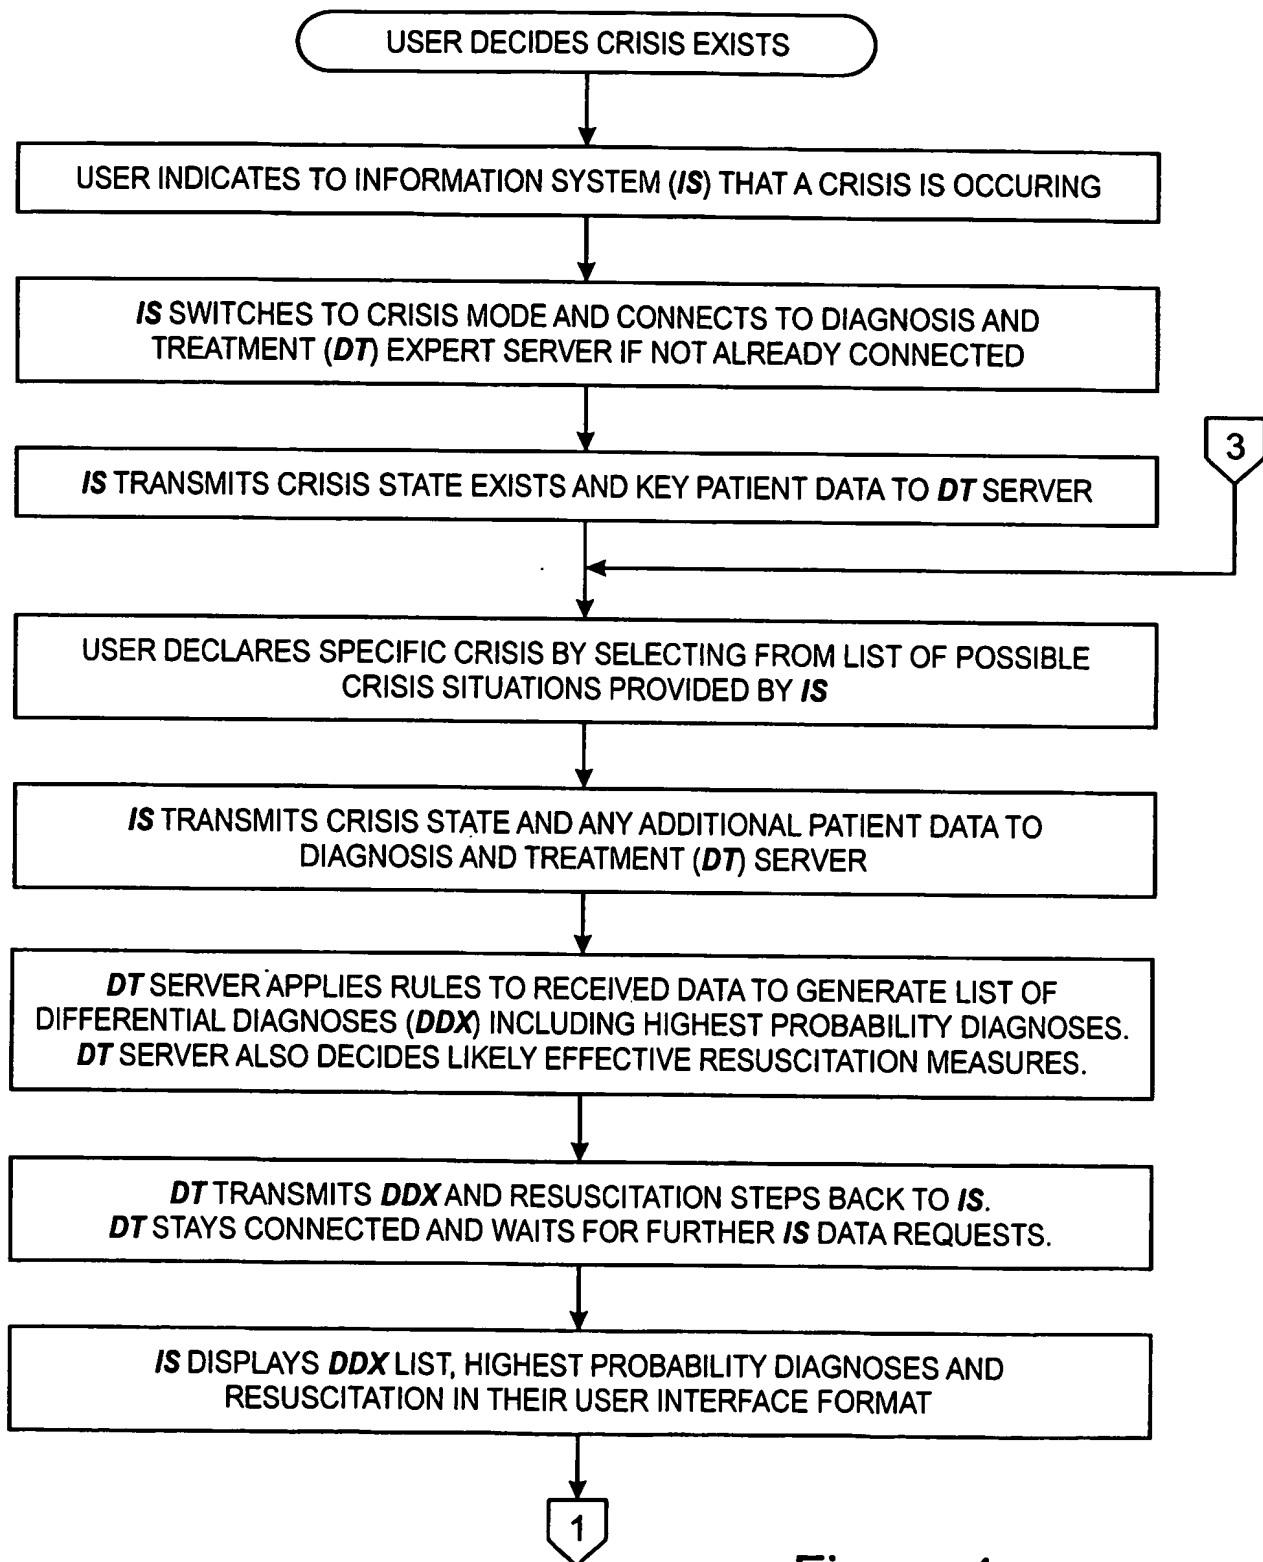 USER DECIDES CRISIS EXISTS
USER INDICATES TO INFORMATION SYSTEM (IS) THAT A CRISIS IS OCCURING
IS SWITCHES TO CRISIS MODE AND CONNECTS TO DIAGNOSIS AND
TREATMENT (DT) EXPERT SERVER IF NOT ALREADY CONNECTED
3
IS TRANSMITS CRISIS STATE EXISTS AND KEY PATIENT DATA TO DT SERVER
USER DECLARES SPECIFIC CRISIS BY SELECTING FROM LIST OF POSSIBLE
CRISIS SITUATIONS PROVIDED BY IS
IS TRANSMITS CRISIS STATE AND ANY ADDITIONAL PATIENT DATA TO
DIAGNOSIS AND TREATMENT (DT) SERVER
DT SERVER APPLIES RULES TO RECEIVED DATA TO GENERATE LIST OF
DIFFERENTIAL DIAGNOSES (DDX) INCLUDING HIGHEST PROBABILITY DIAGNOSES.
DT SERVER ALSO DECIDES LIKELY EFFECTIVE RESUSCITATION MEASURES.
DT TRANSMITS DDX AND RESUSCITATION STEPS BACK TO IS.
DT STAYS CONNECTED AND WAITS FOR FURTHER IS DATA REQUESTS.
IS DISPLAYS DDX LIST, HIGHEST PROBABILITY DIAGNOSES AND
RESUSCITATION IN THEIR USER INTERFACE FORMAT
1